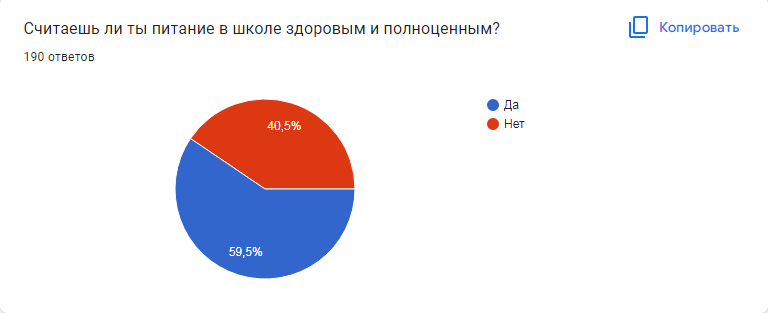 Считаешь ли ты питание в школе здоровым и полноценным?
Копировать
190 ответов
Да
Нет
40,5%
59,5%